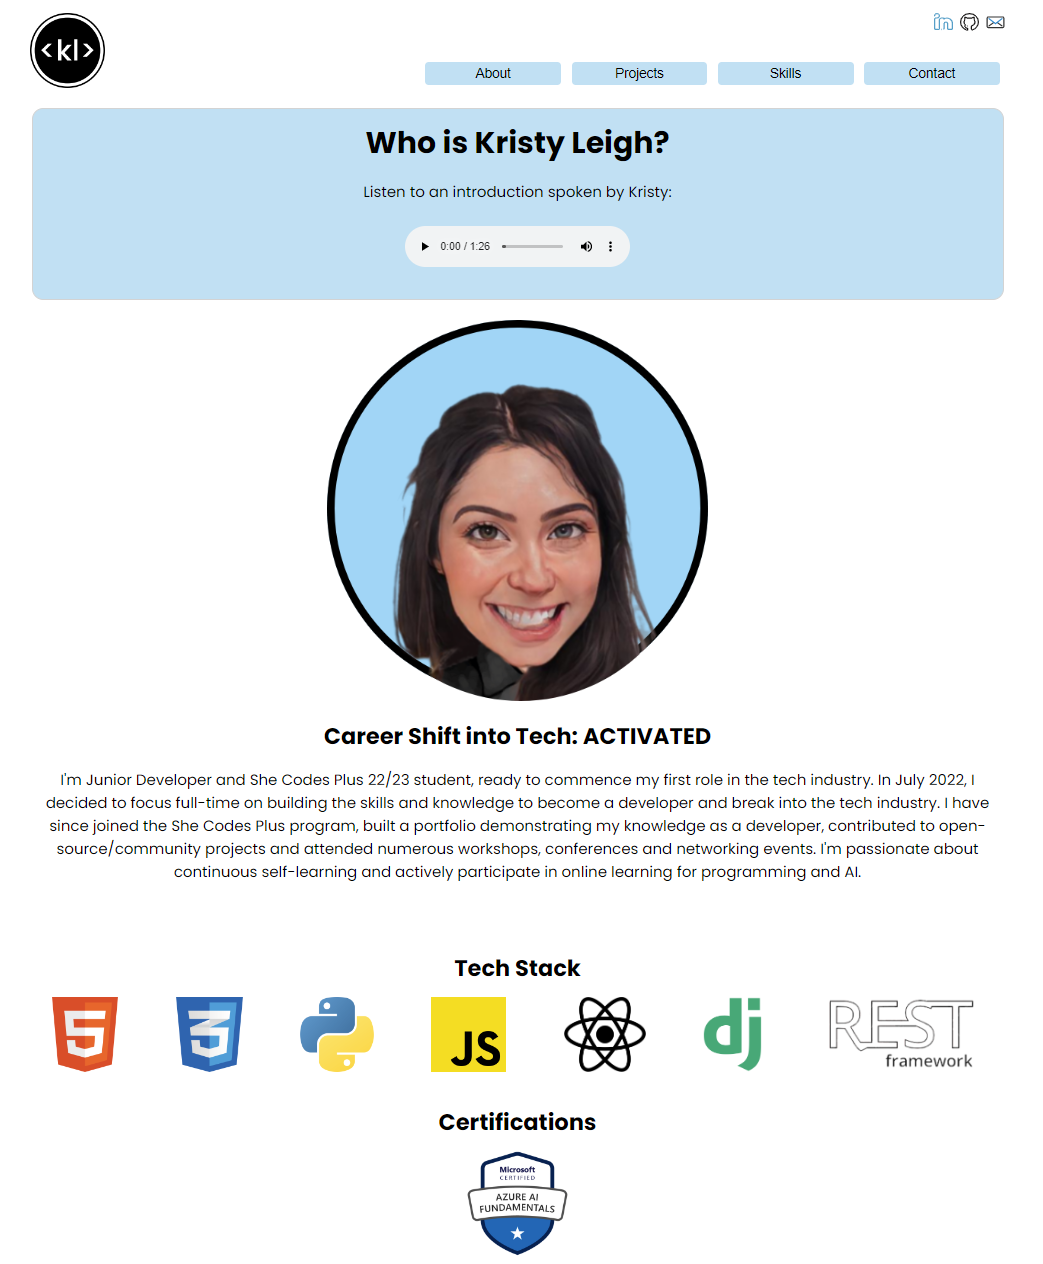 <kl>
in
About Projects Skills Contact
Who is Kristy Leigh?
Listen to an introduction spoken by Kristy:
0:00 / 1:26
Career Shift into Tech: ACTIVATED
I'm Junior Developer and She Codes Plus 22/23 student, ready to commence my first role in the tech industry. In July 2022, I
decided to focus full-time on building the skills and knowledge to become a developer and break into the tech industry. I have
since joined the She Codes Plus program, built a portfolio demonstrating my knowledge as a developer, contributed to open-
source/community projects and attended numerous workshops, conferences and networking events. I'm passionate about
continuous self-learning and actively participate in online learning for programming and AI.
Tech Stack
5 3 JS dj REST
framework
Certifications
Microsoft
CERTIFIED
AZURE AI
FUNDAMENTALS